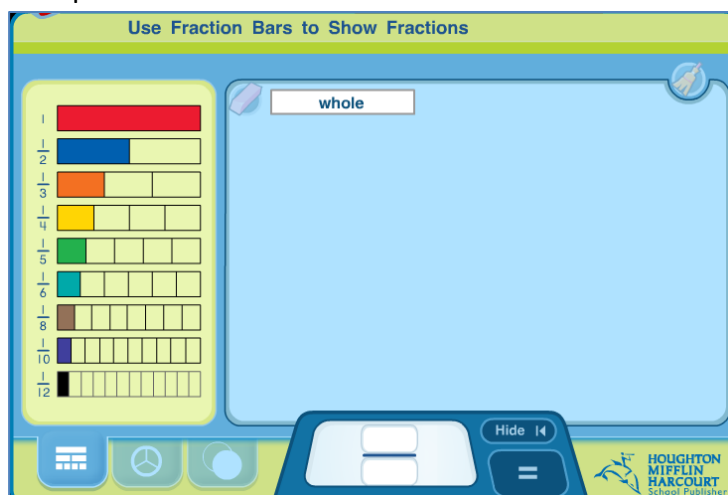 Use Fraction Bars to Show Fractions
whole
1
1/2
1/3
1/4
1/5
1/6
1/8
1/10
1/12
Hide
=
HOUGHTON
MIFFLIN
HARCOURT
School Publisher